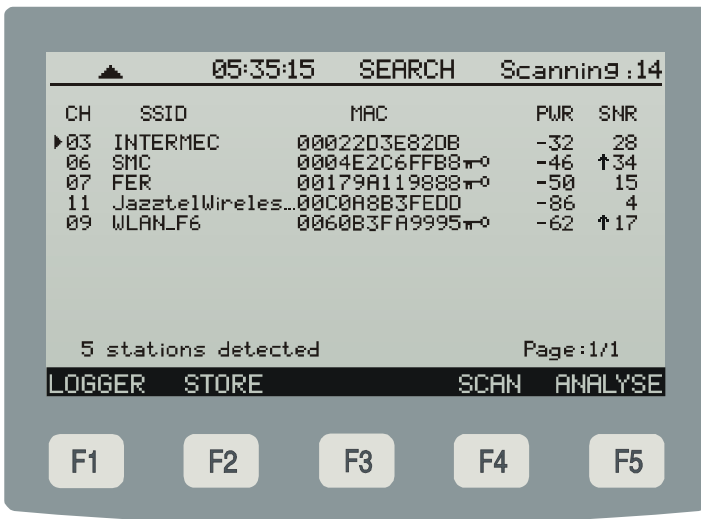 05:35:15 SEARCH Scanning :14
CH SSID MAC PWR SNR
03 INTERMEC 00022D3E82DB -32 28
06 SMC 0004E2C6FFB8 -46 ↑34
07 FER 00179A119888 -50 15
11 JazztelWireles…00C0A8B3FEDD -86 4
09 WLAN_F6 0060B3FA9995 -62 ↑17
5 stations detected Page:1/1
LOGGER STORE SCAN ANALYSE
F1 F2 F3 F4 F5